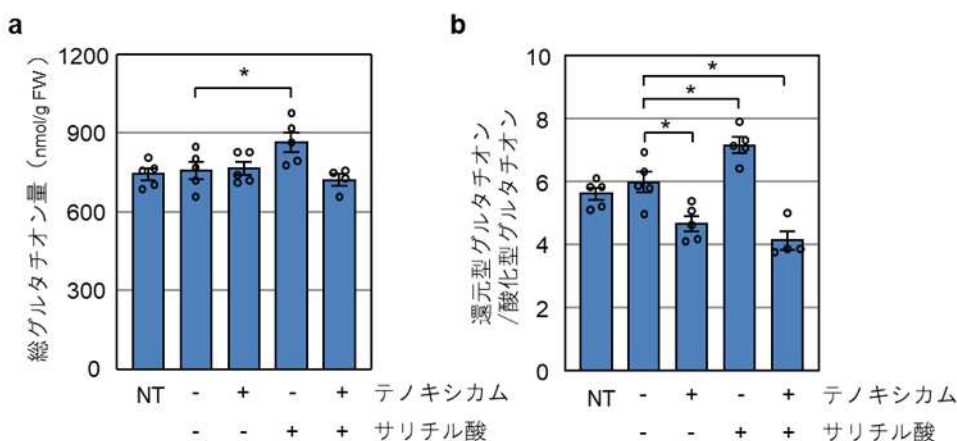 a
総グルタチオン量（nmol/g FW）
1200
900
600
300
0
*
NT - + - + テノキシカム
- - + + サリチル酸
b
還元型グルタチオン
/酸化型グルタチオン
10
8
6
4
2
0
*
*
*
NT - + - + テノキシカム
- - + + サリチル酸